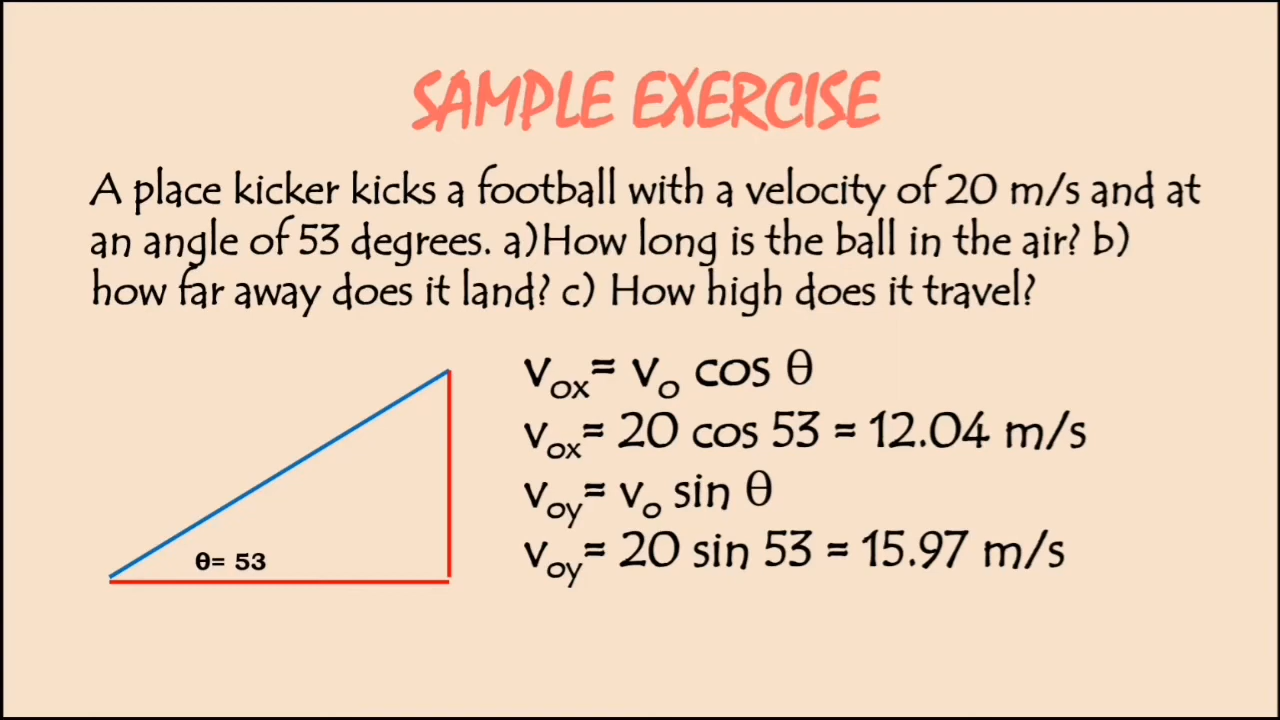 SAMPLE EXERCISE
A place kicker kicks a football with a velocity of 20 m/s and at
an angle of 53 degrees. a)How long is the ball in the air? b)
how far away does it land? c) How high does it travel?
vox= vo cos θ
vox= 20 cos 53 = 12.04 m/s
voy= vo sin θ
voy= 20 sin 53 = 15.97 m/s
θ= 53